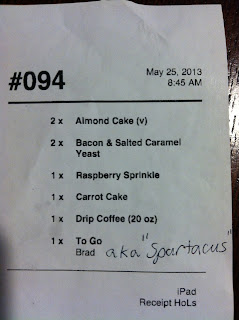 #094
May 25, 2013
8:45 AM
2 x Almond Cake (v)
2 x Bacon & Salted Caramel
Yeast
1 x Raspberry Sprinkle
1 x Carrot Cake
1 x Drip Coffee (20 oz)
1 x To Go
Brad aka "Spartacus"
iPad
Receipt HoLs